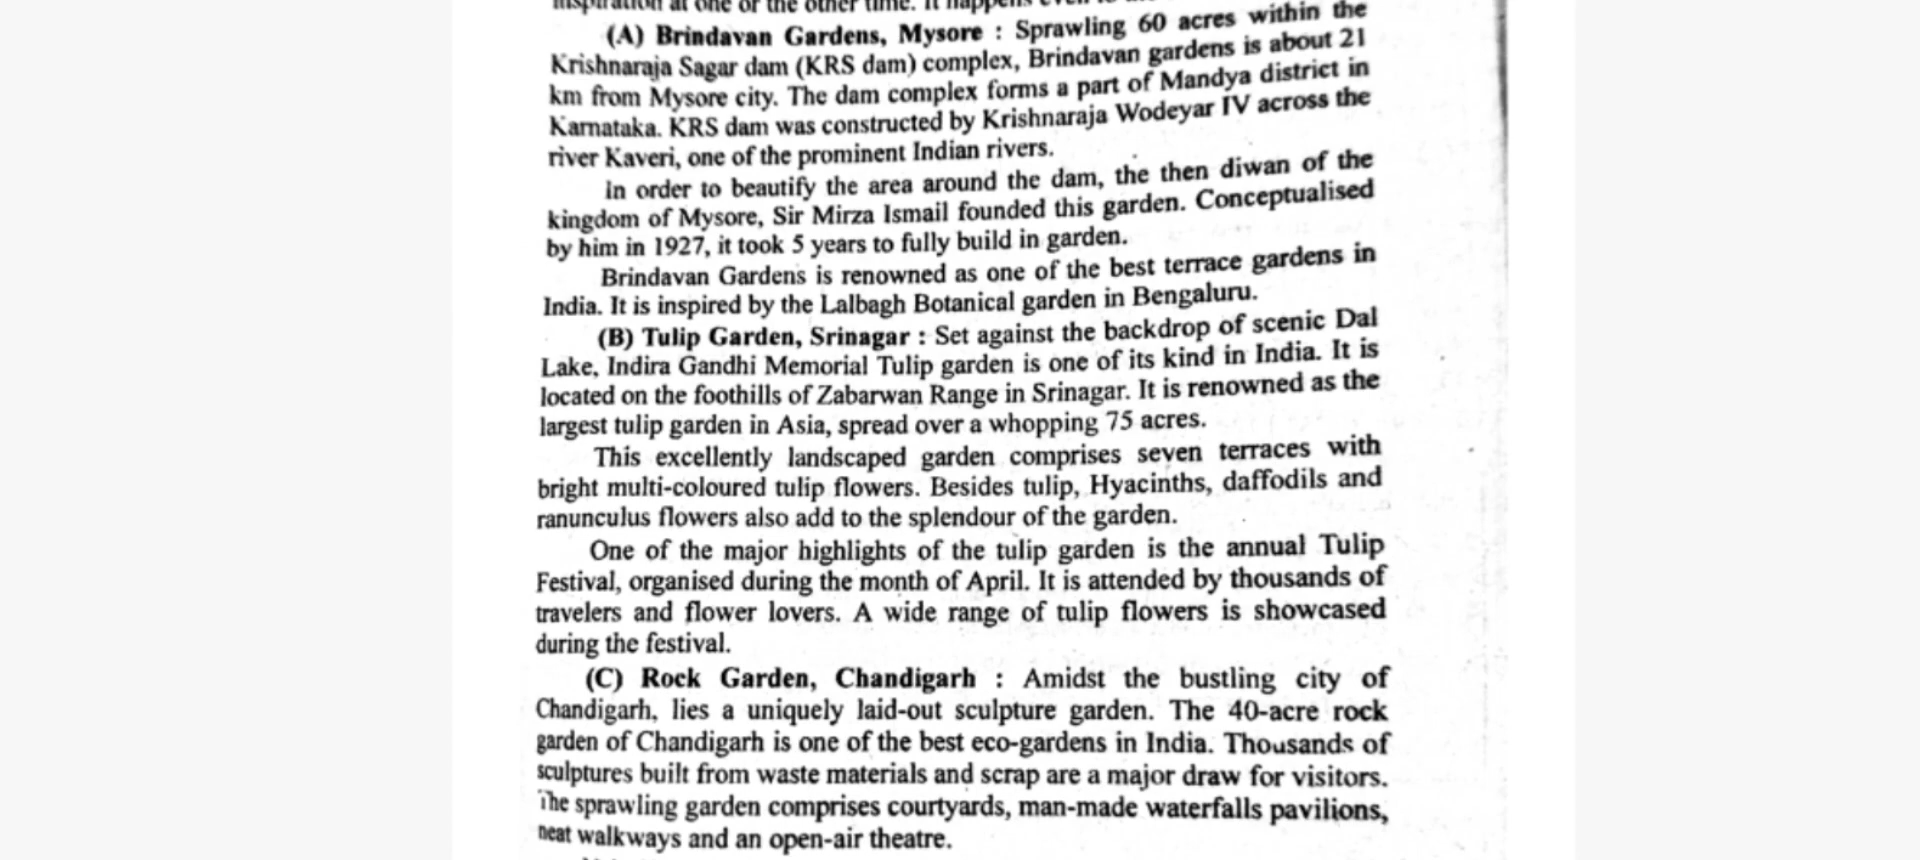 inspiration at one or the other time. It happens even to
(A) Brindavan Gardens, Mysore : Sprawling 60 acres within the
Krishnaraja Sagar dam (KRS dam) complex, Brindavan gardens is about 21
km from Mysore city. The dam complex forms a part of Mandya district in
Karnataka. KRS dam was constructed by Krishnaraja Wodeyar IV across the
river Kaveri, one of the prominent Indian rivers.
In order to beautify the area around the dam, the then diwan of the
kingdom of Mysore, Sir Mirza Ismail founded this garden. Conceptualised
by him in 1927, it took 5 years to fully build in garden.
Brindavan Gardens is renowned as one of the best terrace gardens in
India. It is inspired by the Lalbagh Botanical garden in Bengaluru.
(B) Tulip Garden, Srinagar : Set against the backdrop of scenic Dal
Lake, Indira Gandhi Memorial Tulip garden is one of its kind in India. It is
located on the foothills of Zabarwan Range in Srinagar. It is renowned as the
largest tulip garden in Asia, spread over a whopping 75 acres.
This excellently landscaped garden comprises seven terraces with
bright multi-coloured tulip flowers. Besides tulip, Hyacinths, daffodils and
ranunculus flowers also add to the splendour of the garden.
One of the major highlights of the tulip garden is the annual Tulip
Festival, organised during the month of April. It is attended by thousands of
travelers and flower lovers. A wide range of tulip flowers is showcased
during the festival.
(C) Rock Garden, Chandigarh : Amidst the bustling city of
Chandigarh, lies a uniquely laid-out sculpture garden. The 40-acre rock
garden of Chandigarh is one of the best eco-gardens in India. Thousands of
sculptures built from waste materials and scrap are a major draw for visitors.
The sprawling garden comprises courtyards, man-made waterfalls pavilions,
neat walkways and an open-air theatre.